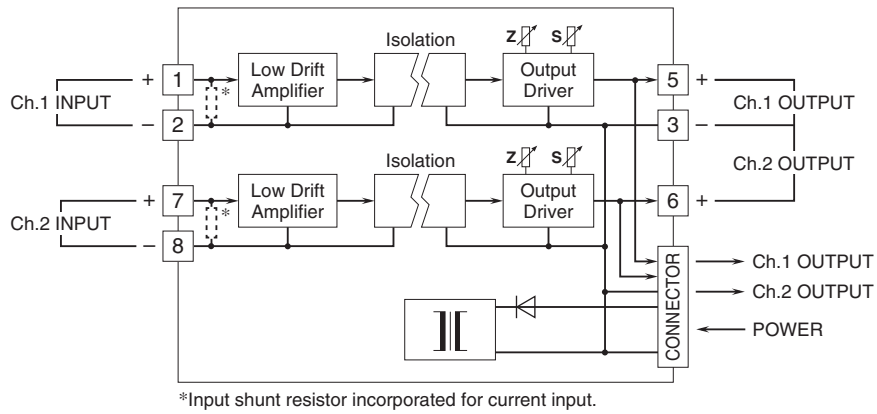 Isolation
Z S
+ 1 Low Drift Amplifier Output Driver 5 +
*
Ch.1 INPUT Ch.1 OUTPUT
− 2 3 −
Isolation
Z S
Ch.2 OUTPUT
+ 7 Low Drift Amplifier Output Driver 6 +
*
Ch.2 INPUT
− 8
CONNECTOR
Ch.1 OUTPUT
Ch.2 OUTPUT
POWER
*Input shunt resistor incorporated for current input.